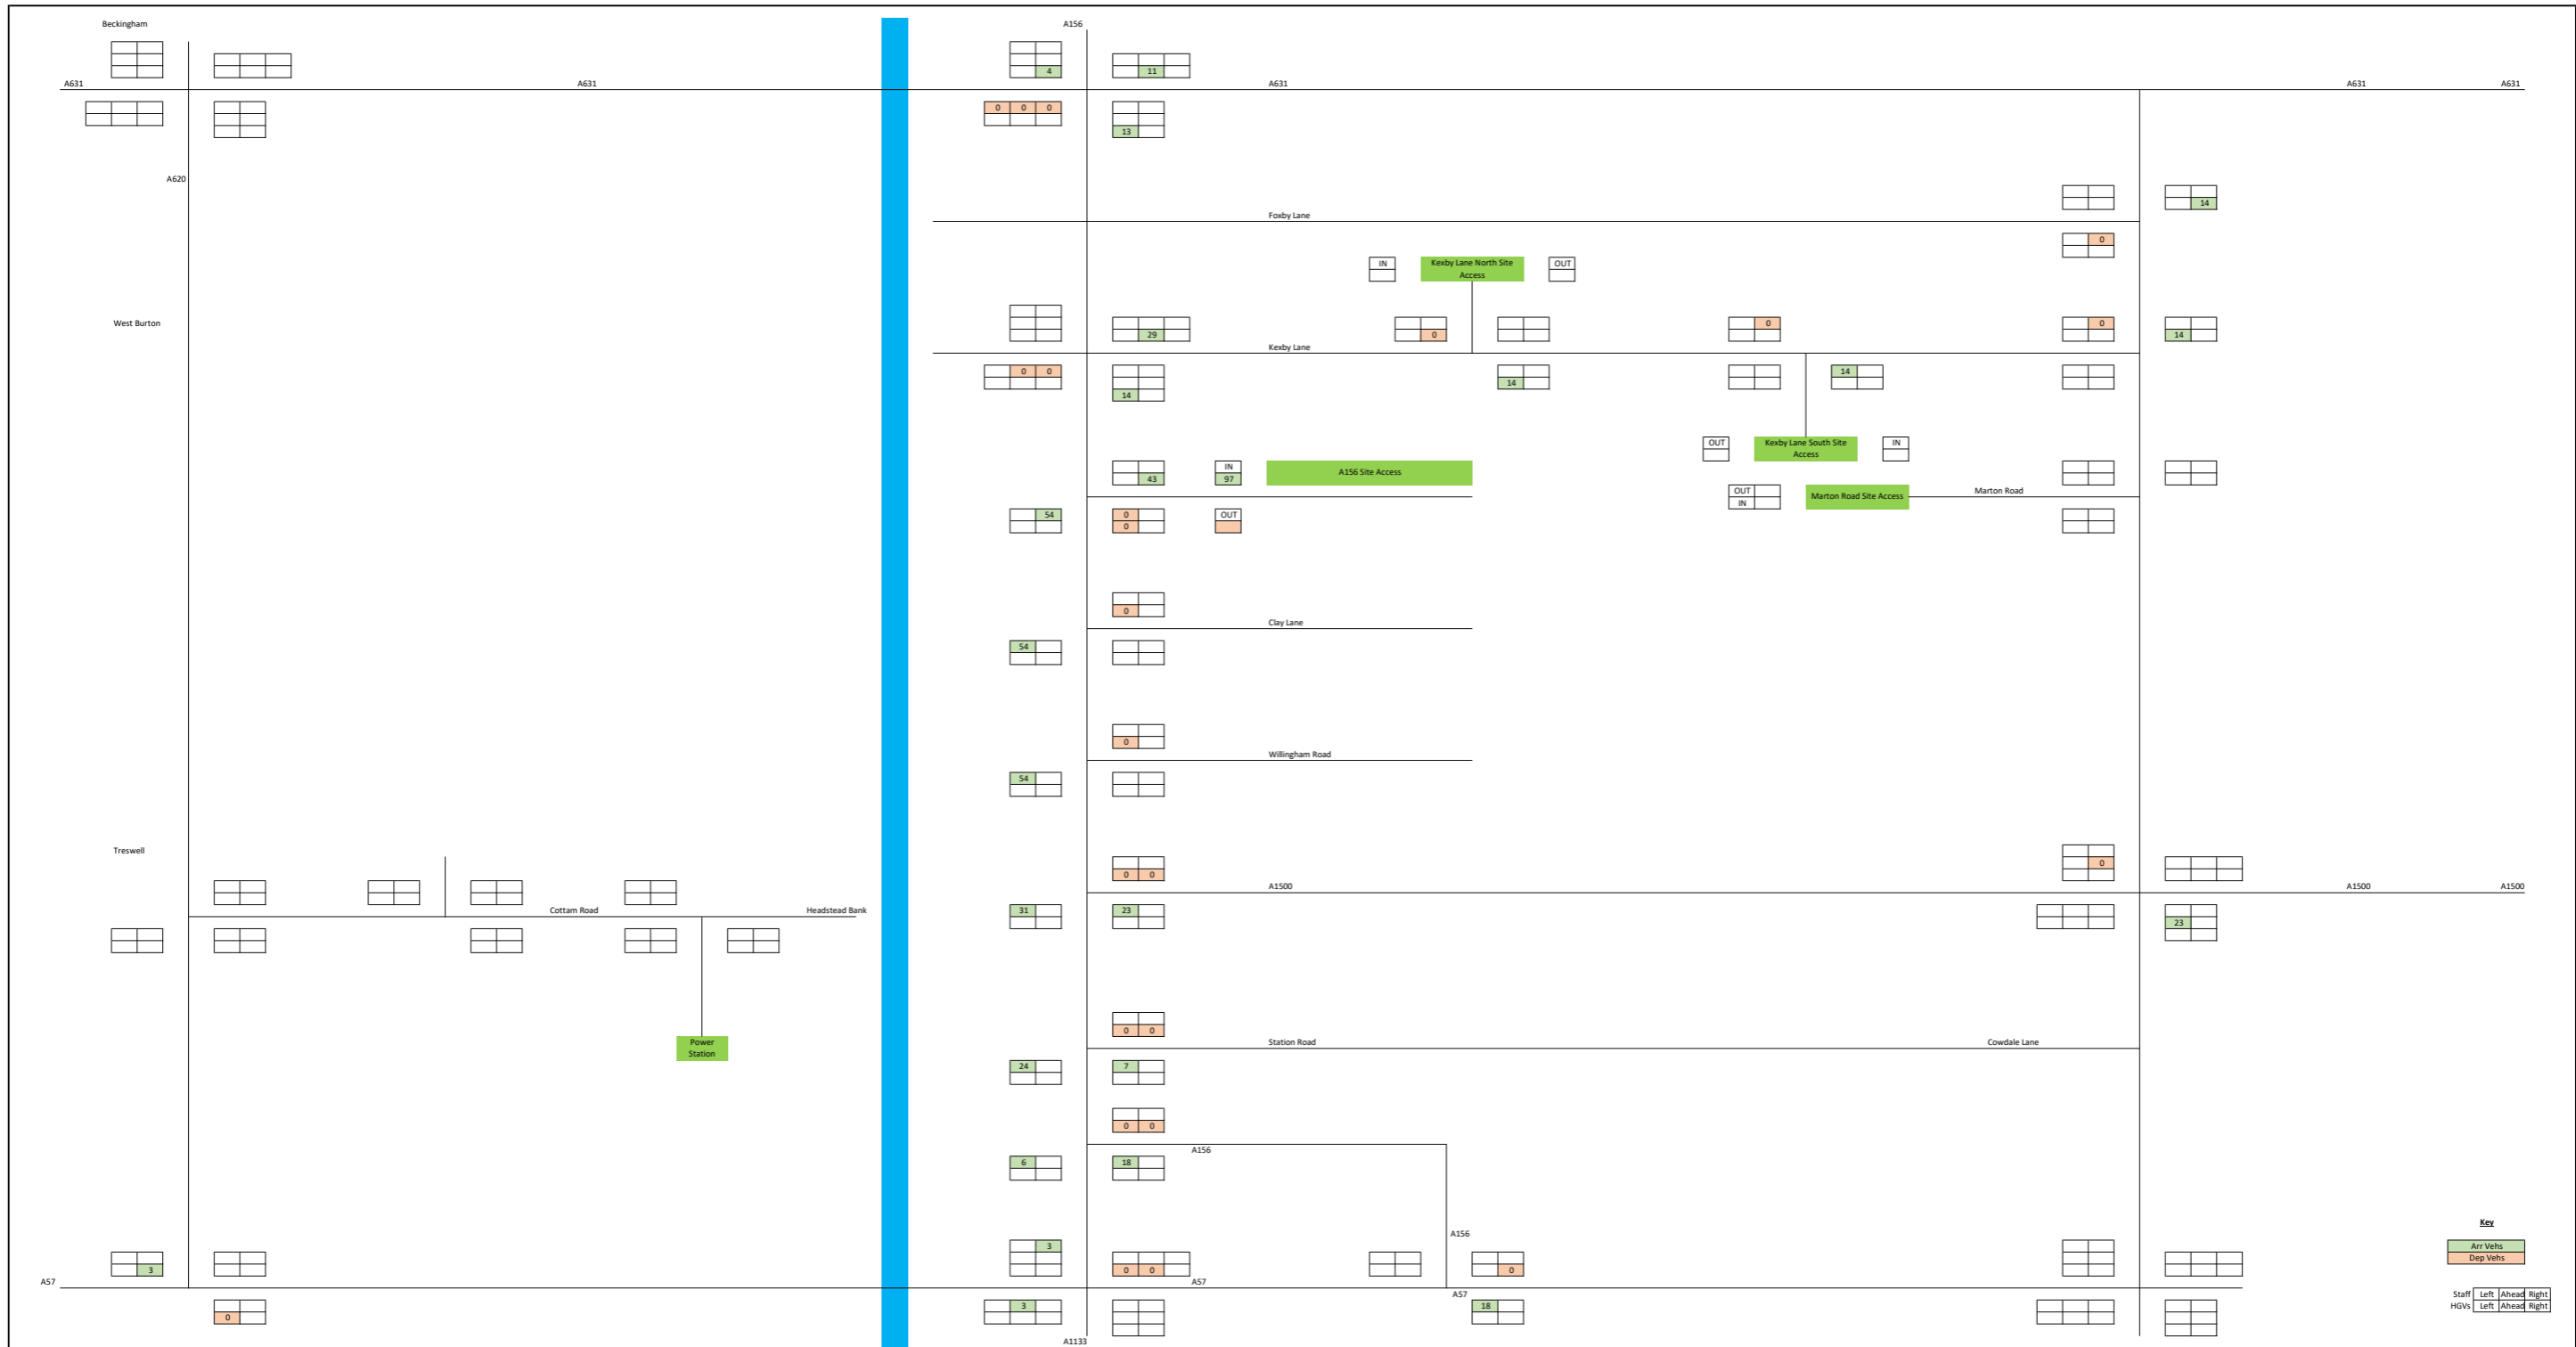 Beckingham
A156
4
11
A631
A631
A631
A631
A631
0 0 0
13
A620
14
Foxby Lane
0
IN
Kexby Lane North Site
Access
OUT
West Burton
29
0
0
0
14
Kexby Lane
0 0
14
14
14
OUT
Kexby Lane South Site
Access
IN
43
IN
97
A156 Site Access
OUT
IN
Marton Road Site Access
Marton Road
54
0
0
OUT
0
Clay Lane
54
0
Willingham Road
54
Treswell
0 0
0
A1500
A1500
A1500
Cottam Road
Headstead Bank
31
23
23
0 0
Power
Station
Station Road
Cowdale Lane
24
7
0 0
A156
6
18
Key
A156
3
Arr Vehs
Dep Vehs
3
0 0
0
A57
A57
A57
3
18
0
Staff Left Ahead Right
HGVs Left Ahead Right
A1133